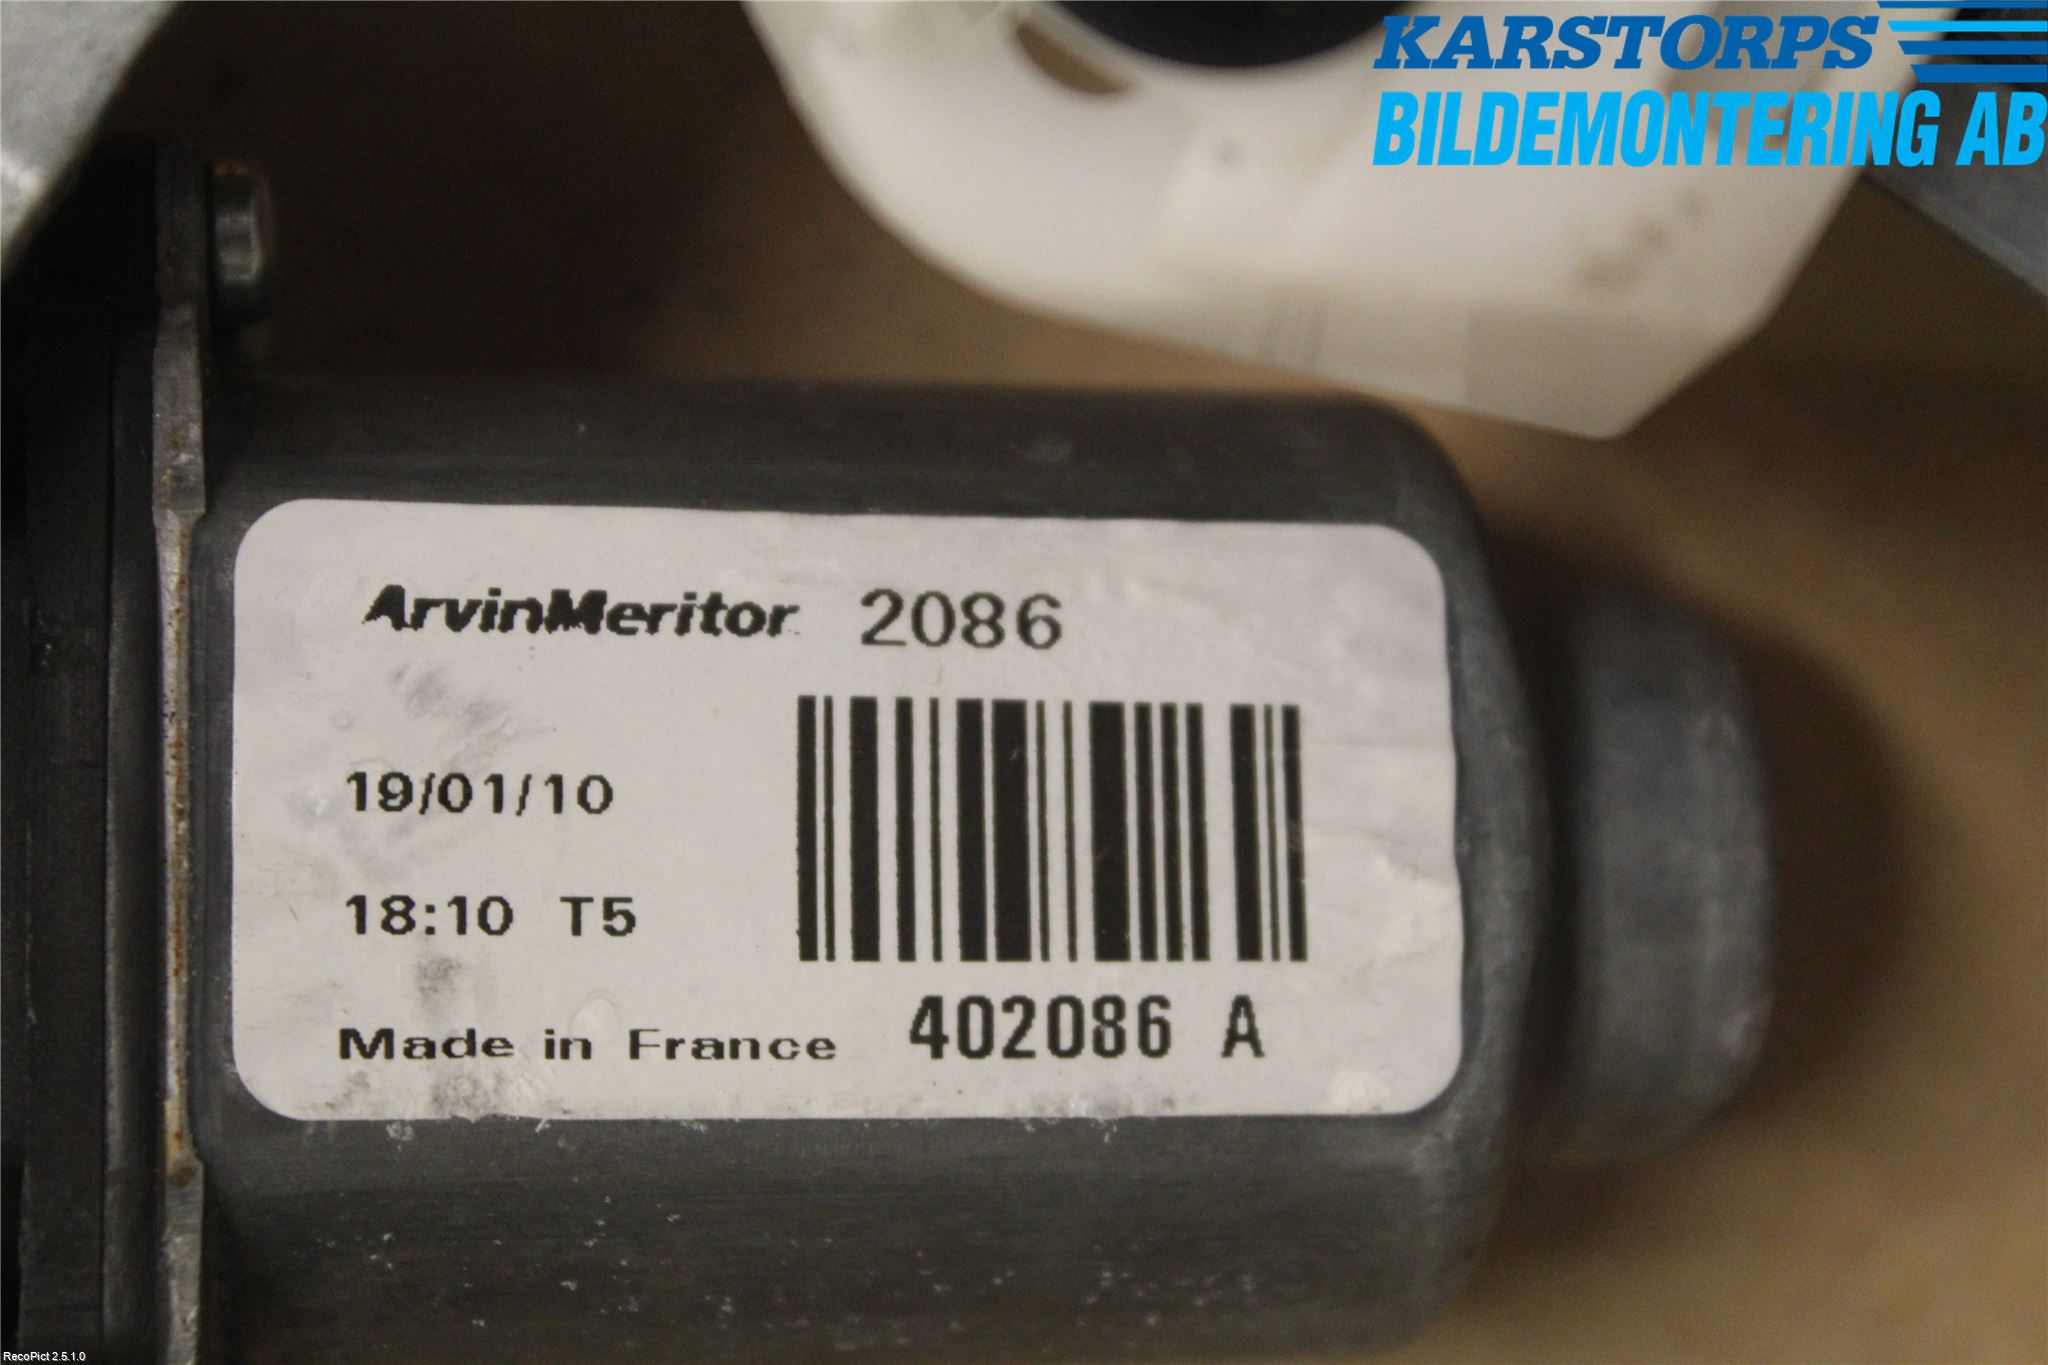 KARSTORPS
BILDEMONTERING AB
ArvinMeritor 2086
19/01/10
18:10 T5
Made in France 402086 A
RecoPict 2.5.1.0